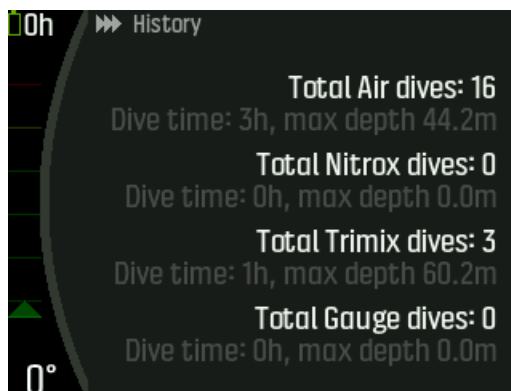 0h
History
Total Air dives: 16
Dive time: 3h, max depth 44.2m
Total Nitrox dives: 0
Dive time: 0h, max depth 0.0m
Total Trimix dives: 3
Dive time: 1h, max depth 60.2m
Total Gauge dives: 0
Dive time: 0h, max depth 0.0m
0°